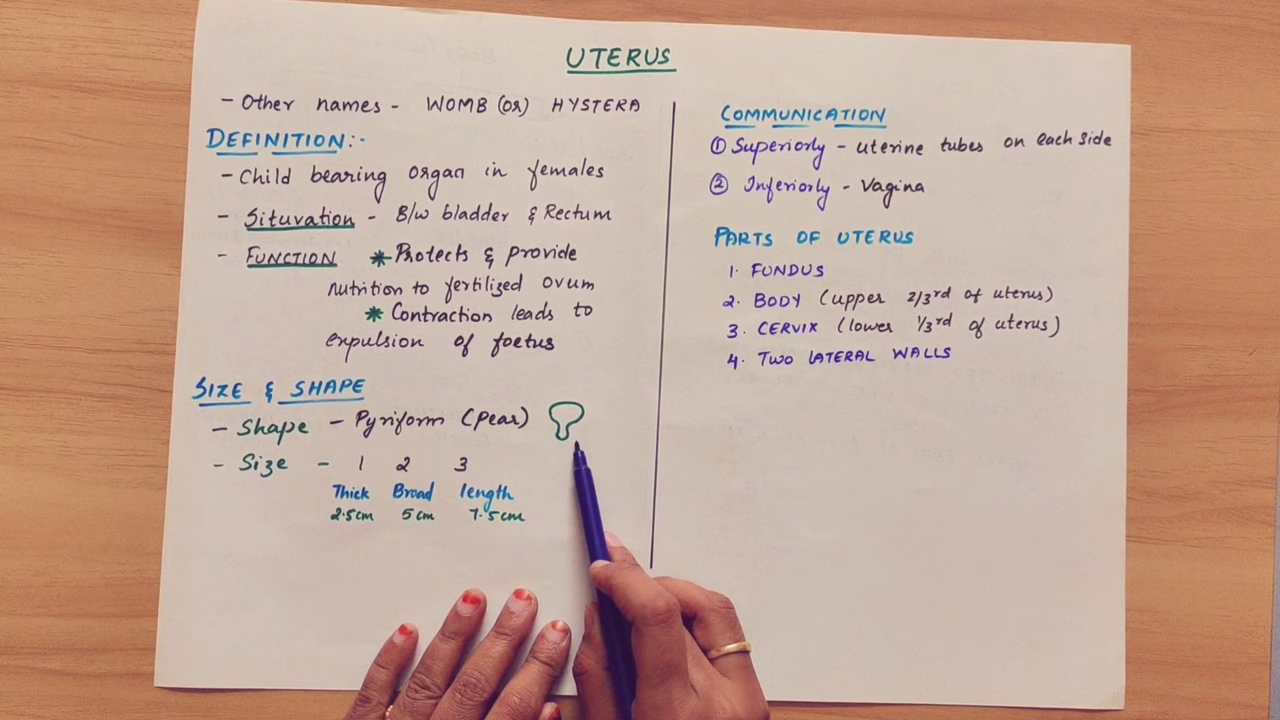 UTERUS
- Other names - WOMB (or) HYSTERA
DEFINITION:-
- Child bearing organ in females
- Situvation - B/w bladder & Rectum
- FUNCTION * Protects & provide
nutrition to fertilized ovum
* Contraction leads to
expulsion of foetus
SIZE & SHAPE
- Shape - Pyriform (pear)
- Size - 1 2 3
Thick Broad length
2.5cm 5cm 7.5cm
COMMUNICATION
① Superiorly - uterine tubes on each side
② Inferiorly - Vagina
PARTS OF UTERUS
1. FUNDUS
2. BODY (upper 2/3rd of uterus)
3. CERVIX (lower 1/3rd of uterus)
4. TWO LATERAL WALLS